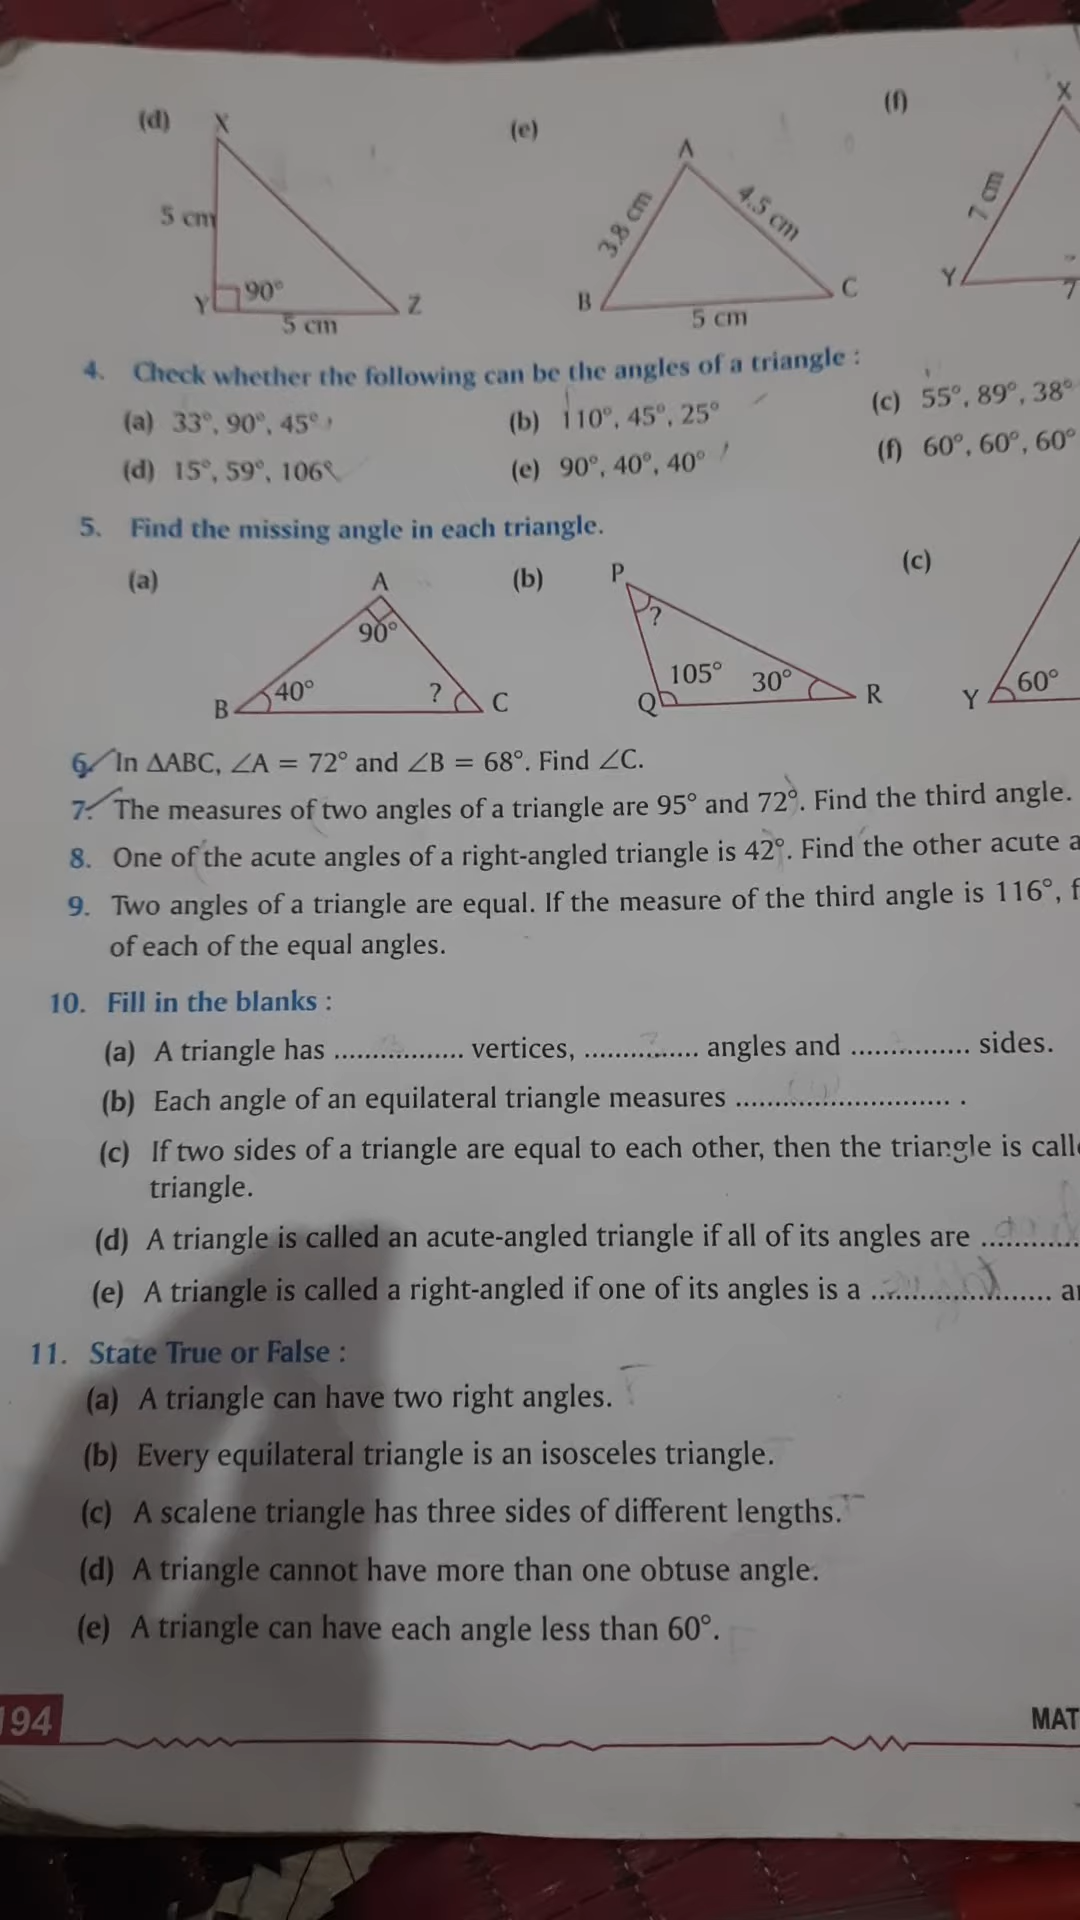 (d) (e) (f)
X A X
5 cm 3.8 cm 4.5 cm 7 cm
Y 90° Z B C Y
5 cm 5 cm 7
4. Check whether the following can be the angles of a triangle :
(a) 33°, 90°, 45° (b) 110°, 45°, 25° (c) 55°, 89°, 38°
(d) 15°, 59°, 106° (e) 90°, 40°, 40° (f) 60°, 60°, 60°
5. Find the missing angle in each triangle.
(a) (b) (c)
A P
90° ?
40° ? 105° 30° 60°
B C Q R Y
6. In ΔABC, ∠A = 72° and ∠B = 68°. Find ∠C.
7. The measures of two angles of a triangle are 95° and 72°. Find the third angle.
8. One of the acute angles of a right-angled triangle is 42°. Find the other acute a
9. Two angles of a triangle are equal. If the measure of the third angle is 116°, f
of each of the equal angles.
10. Fill in the blanks :
(a) A triangle has ................. vertices, ............... angles and ................ sides.
(b) Each angle of an equilateral triangle measures ............................ .
(c) If two sides of a triangle are equal to each other, then the triangle is calle
triangle.
(d) A triangle is called an acute-angled triangle if all of its angles are .............
(e) A triangle is called a right-angled if one of its angles is a ........................ an
11. State True or False :
(a) A triangle can have two right angles. F
(b) Every equilateral triangle is an isosceles triangle.
(c) A scalene triangle has three sides of different lengths. T
(d) A triangle cannot have more than one obtuse angle.
(e) A triangle can have each angle less than 60°.
194 MAT